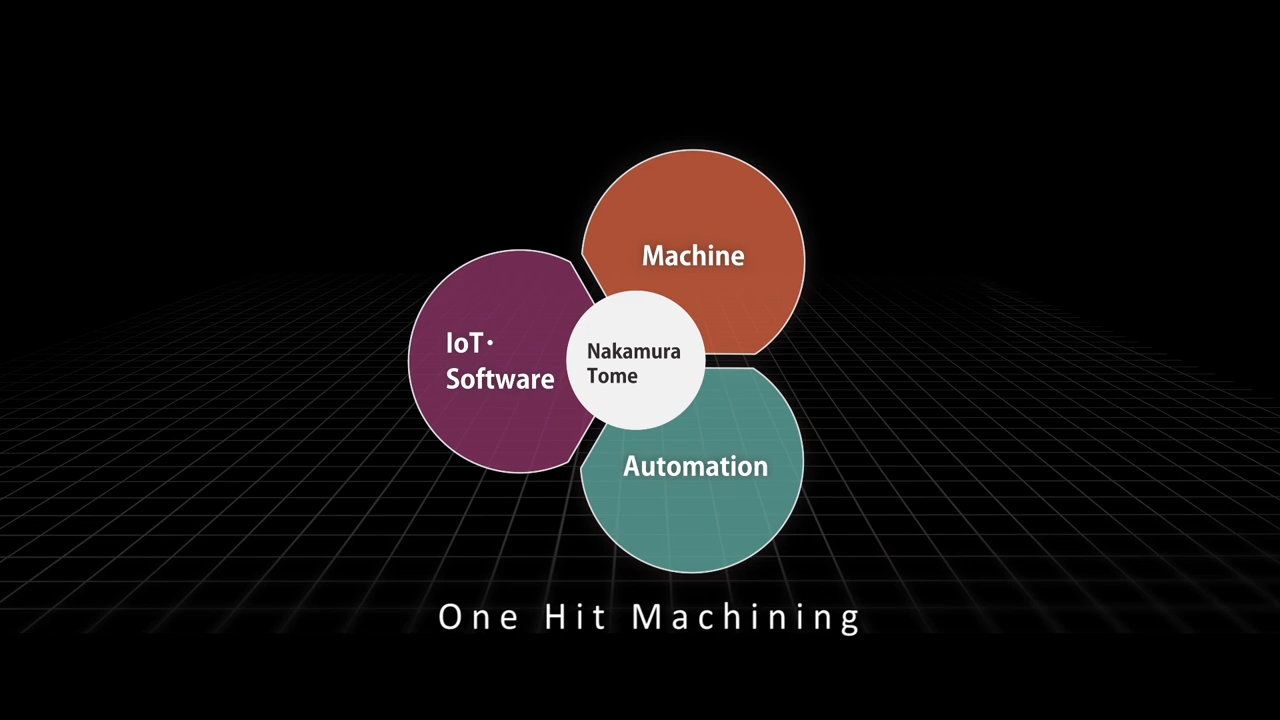 Machine
IoT・
Software
Nakamura
Tome
Automation
One Hit Machining